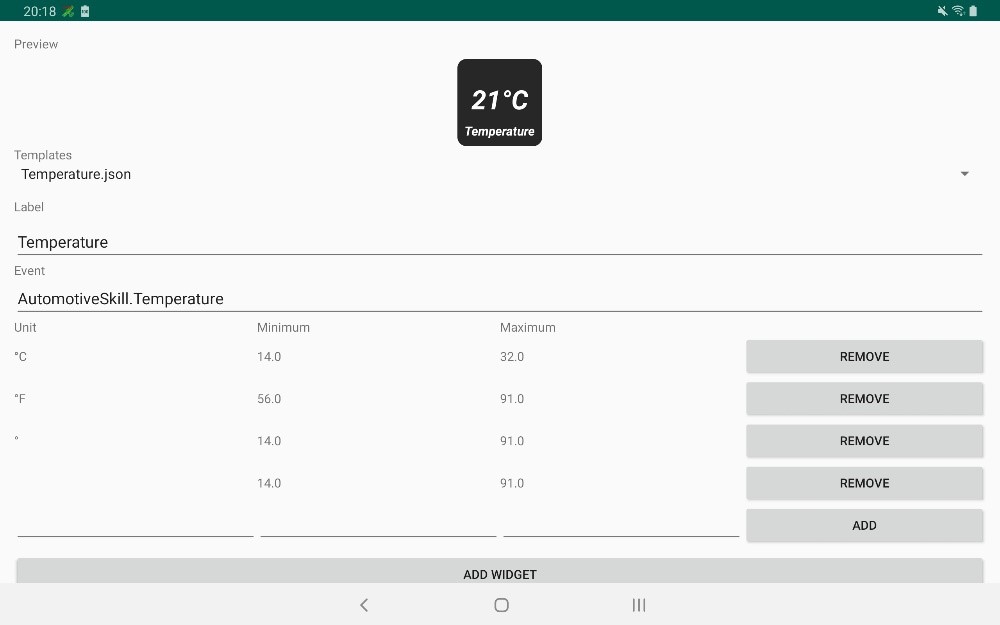 20:18
Preview
21°C
Temperature
Templates
Temperature.json
Label
Temperature
Event
AutomotiveSkill.Temperature
Unit Minimum Maximum
°C 14.0 32.0 REMOVE
°F 56.0 91.0 REMOVE
° 14.0 91.0 REMOVE
14.0 91.0 REMOVE
ADD
ADD WIDGET